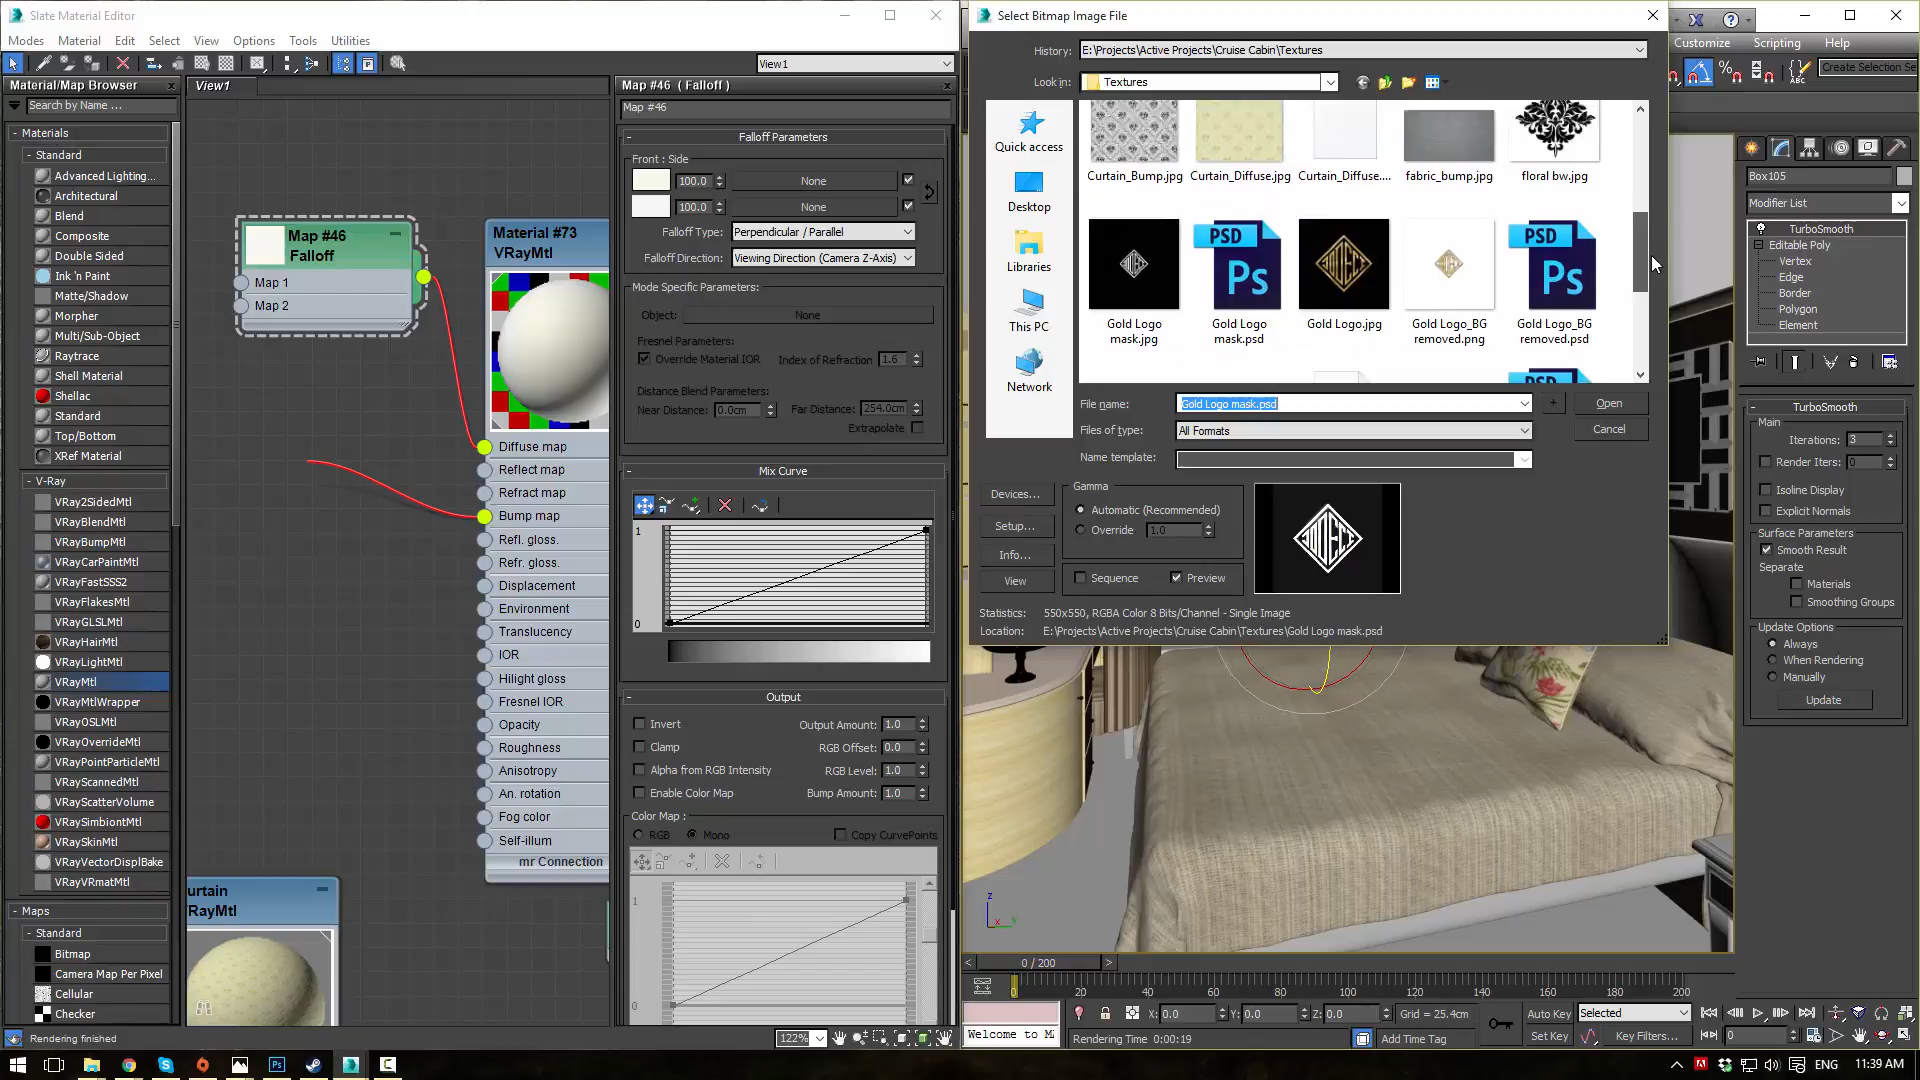 Slate Material Editor
Modes Material Edit Select View Options Tools Utilities
View1
Material/Map Browser
Search by Name ...
- Materials
- Standard
Advanced Lighting...
Architectural
Blend
Composite
Double Sided
Ink 'n Paint
Matte/Shadow
Morpher
Multi/Sub-Object
Raytrace
Shell Material
Shellac
Standard
Top/Bottom
XRef Material
- V-Ray
VRay2SidedMtl
VRayBlendMtl
VRayBumpMtl
VRayCarPaintMtl
VRayFastSSS2
VRayFlakesMtl
VRayGLSLMtl
VRayHairMtl
VRayLightMtl
VRayMtl
VRayMtlWrapper
VRayOSLMtl
VRayOverrideMtl
VRayPointParticleMtl
VRayScannedMtl
VRayScatterVolume
VRaySimbiontMtl
VRaySkinMtl
VRayVectorDisplBake
VRayVRmatMtl
- Maps
- Standard
Bitmap
Camera Map Per Pixel
Cellular
Checker
Rendering finished
View1
Map #46
Falloff
Map 1
Map 2
Material #73
VRayMtl
Diffuse map
Reflect map
Refract map
Bump map
Refl. gloss.
Refr. gloss.
Displacement
Environment
Translucency
IOR
Hilight gloss
Fresnel IOR
Opacity
Roughness
Anisotropy
An. rotation
Fog color
Self-illum
mr Connection
urtain
RayMtl
Map #46 ( Falloff )
Map #46
- Falloff Parameters
Front : Side
100.0 None
100.0 None
Falloff Type: Perpendicular / Parallel
Falloff Direction: Viewing Direction (Camera Z-Axis)
Mode Specific Parameters:
Object: None
Fresnel Parameters:
Override Material IOR Index of Refraction 1.6
Distance Blend Parameters:
Near Distance: 0.0cm Far Distance: 254.0cm
Extrapolate
- Mix Curve
1
0
- Output
Invert Output Amount: 1.0
Clamp RGB Offset: 0.0
Alpha from RGB Intensity RGB Level: 1.0
Enable Color Map Bump Amount: 1.0
Color Map :
RGB Mono Copy CurvePoints
1
0
122%
Select Bitmap Image File
History: E:\Projects\Active Projects\Cruise Cabin\Textures
Look in: Textures
Quick access
Desktop
Libraries
This PC
Network
Curtain_Bump.jpg Curtain_Diffuse.jpg Curtain_Diffuse.... fabric_bump.jpg floral bw.jpg
PSD Ps
PSD Ps
Gold Logo mask.jpg
Gold Logo mask.psd
Gold Logo.jpg
Gold Logo_BG removed.png
Gold Logo_BG removed.psd
PSD
File name: Gold Logo mask.psd + Open
Files of type: All Formats Cancel
Name template:
Devices...
Setup...
Info...
View
Gamma
Automatic (Recommended)
Override 1.0
Sequence Preview
Statistics: 550x550, RGBA Color 8 Bits/Channel - Single Image
Location: E:\Projects\Active Projects\Cruise Cabin\Textures\Gold Logo mask.psd
Customize Scripting Help
Create Selection Se
Box105
Modifier List
TurboSmooth
Editable Poly
Vertex
Edge
Border
Polygon
Element
- TurboSmooth
Main
Iterations: 3
Render Iters: 0
Isoline Display
Explicit Normals
Surface Parameters
Smooth Result
Separate
Materials
Smoothing Groups
Update Options
Always
When Rendering
Manually
Update
z
x
y
< 0 / 200 >
0 20 40 60 80 100 120 140 160 180 200
X: 0.0 Y: 0.0 Z: 0.0 Grid = 25.4cm Auto Key Selected
Welcome to M
Rendering Time 0:00:19 Add Time Tag Set Key Key Filters... 0
ENG 11:39 AM